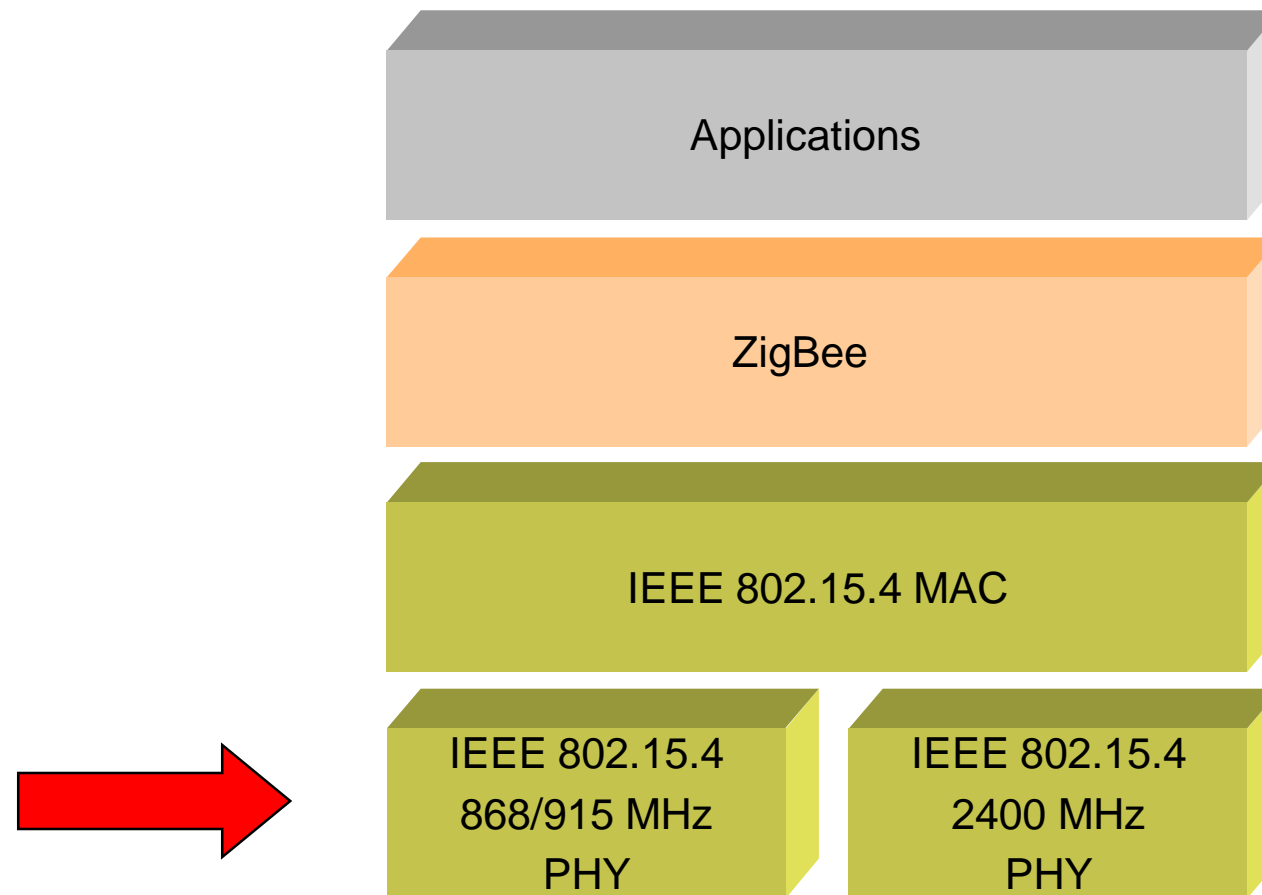 Applications
ZigBee
IEEE 802.15.4 MAC
IEEE 802.15.4
868/915 MHz
PHY
IEEE 802.15.4
2400 MHz
PHY